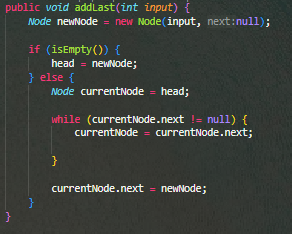 public void addLast(int input) {
Node newNode = new Node(input, next:null);
if (isEmpty()) {
head = newNode;
} else {
Node currentNode = head;
while (currentNode.next != null) {
currentNode = currentNode.next;
}
currentNode.next = newNode;
}
}